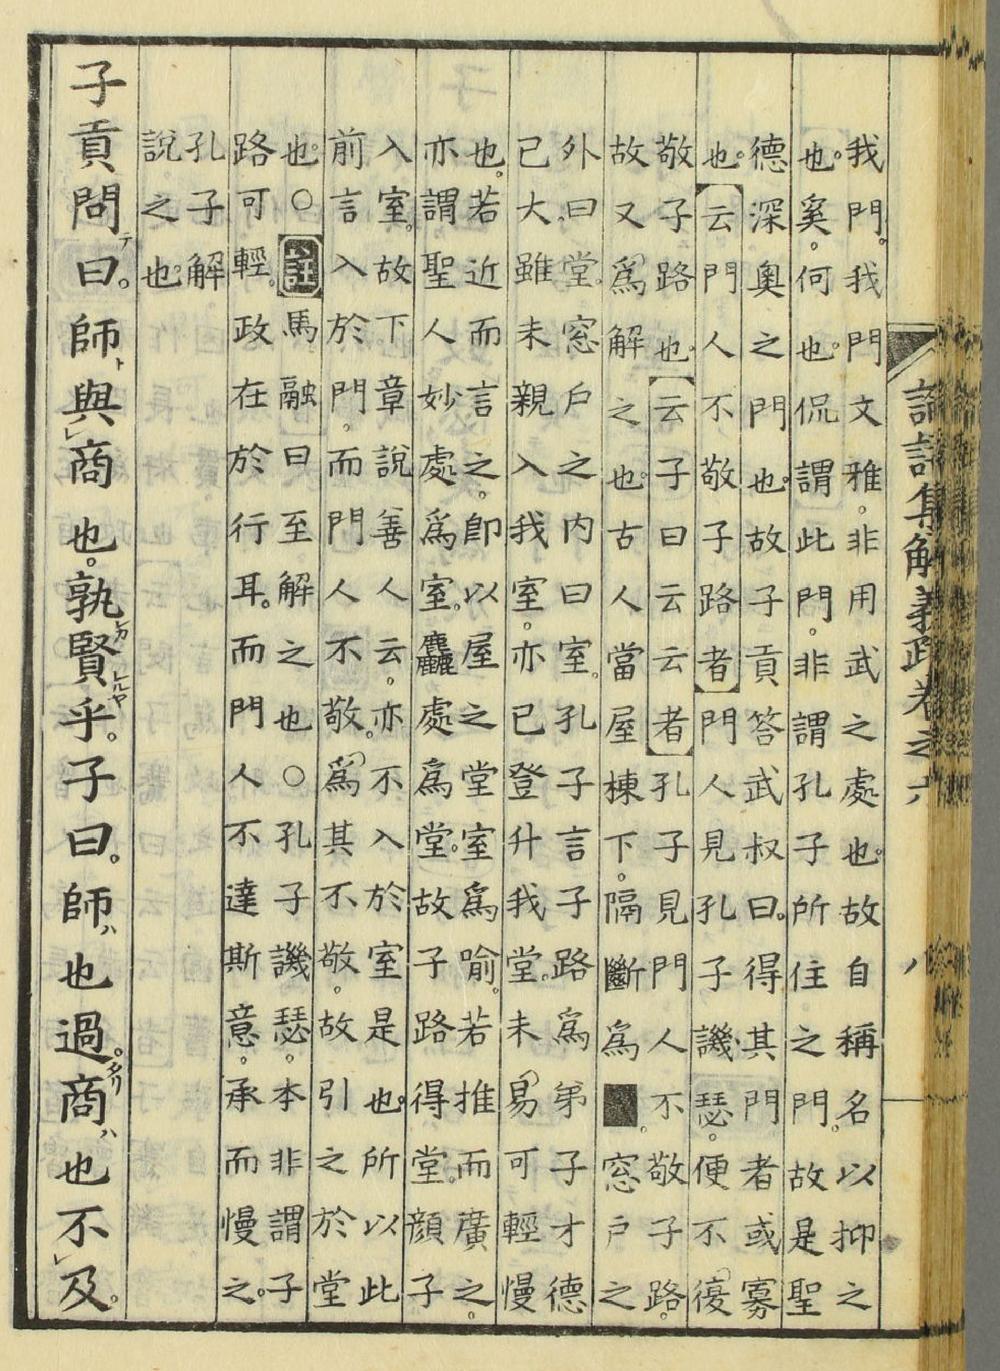 我門。我門文雅。非用武之處也。故自稱名以抑之
也。奚。何也。侃謂此門。非謂孔子所住之門。故是聖
德深奧之門也。故子貢答武叔曰。得其門者或寡
也。【云門人不敬子路者】門人見孔子譏瑟。便不復
敬子路也。【云子曰云云者】孔子見門人不敬子路。
故又爲解之也。古人當屋棟下。隔斷爲■。窓戶之
外曰堂。窓戶之內曰室。孔子言子路爲弟子才德
已大。雖未親入我室。亦已登升我堂。未易可輕慢
也。若近而言之。卽以屋之堂室爲喻。若推而廣之。
亦謂聖人妙處爲室。麤處爲堂。故子路得堂。顏子
入室。故下章說善人云。亦不入於室是也。所以此
前言入於門。而門人不敬。爲其不敬。故引之於堂
也。○註馬融曰至解之也○孔子譏瑟。本非謂子
路可輕。政在於行耳。而門人不達斯意。承而慢之。
孔子解
說之也。
子貢問テ曰。師ト與商也。孰カ賢レルヤ乎。子曰。師ハ也過。タリ商ハ也不及。
論語集解義疏卷之六
八